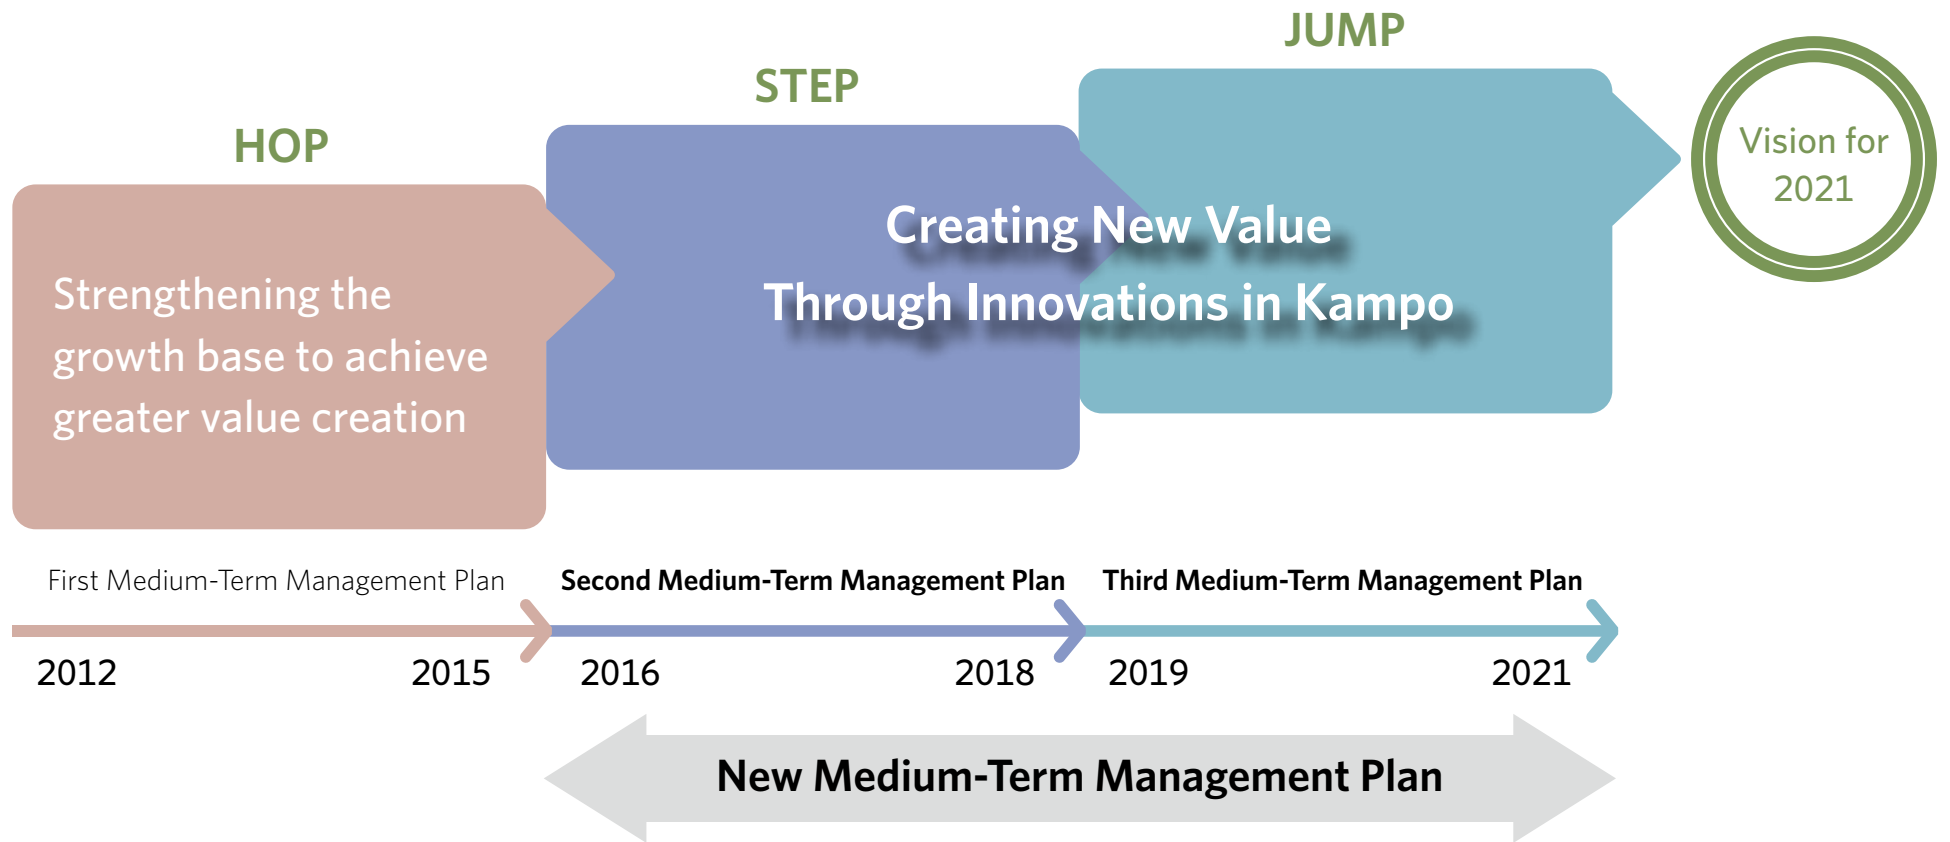 HOP
STEP
JUMP
Vision for
2021
Strengthening the
growth base to achieve
greater value creation
Creating New Value
Through Innovations in Kampo
First Medium-Term Management Plan
Second Medium-Term Management Plan
Third Medium-Term Management Plan
2012 2015 2016 2018 2019 2021
New Medium-Term Management Plan